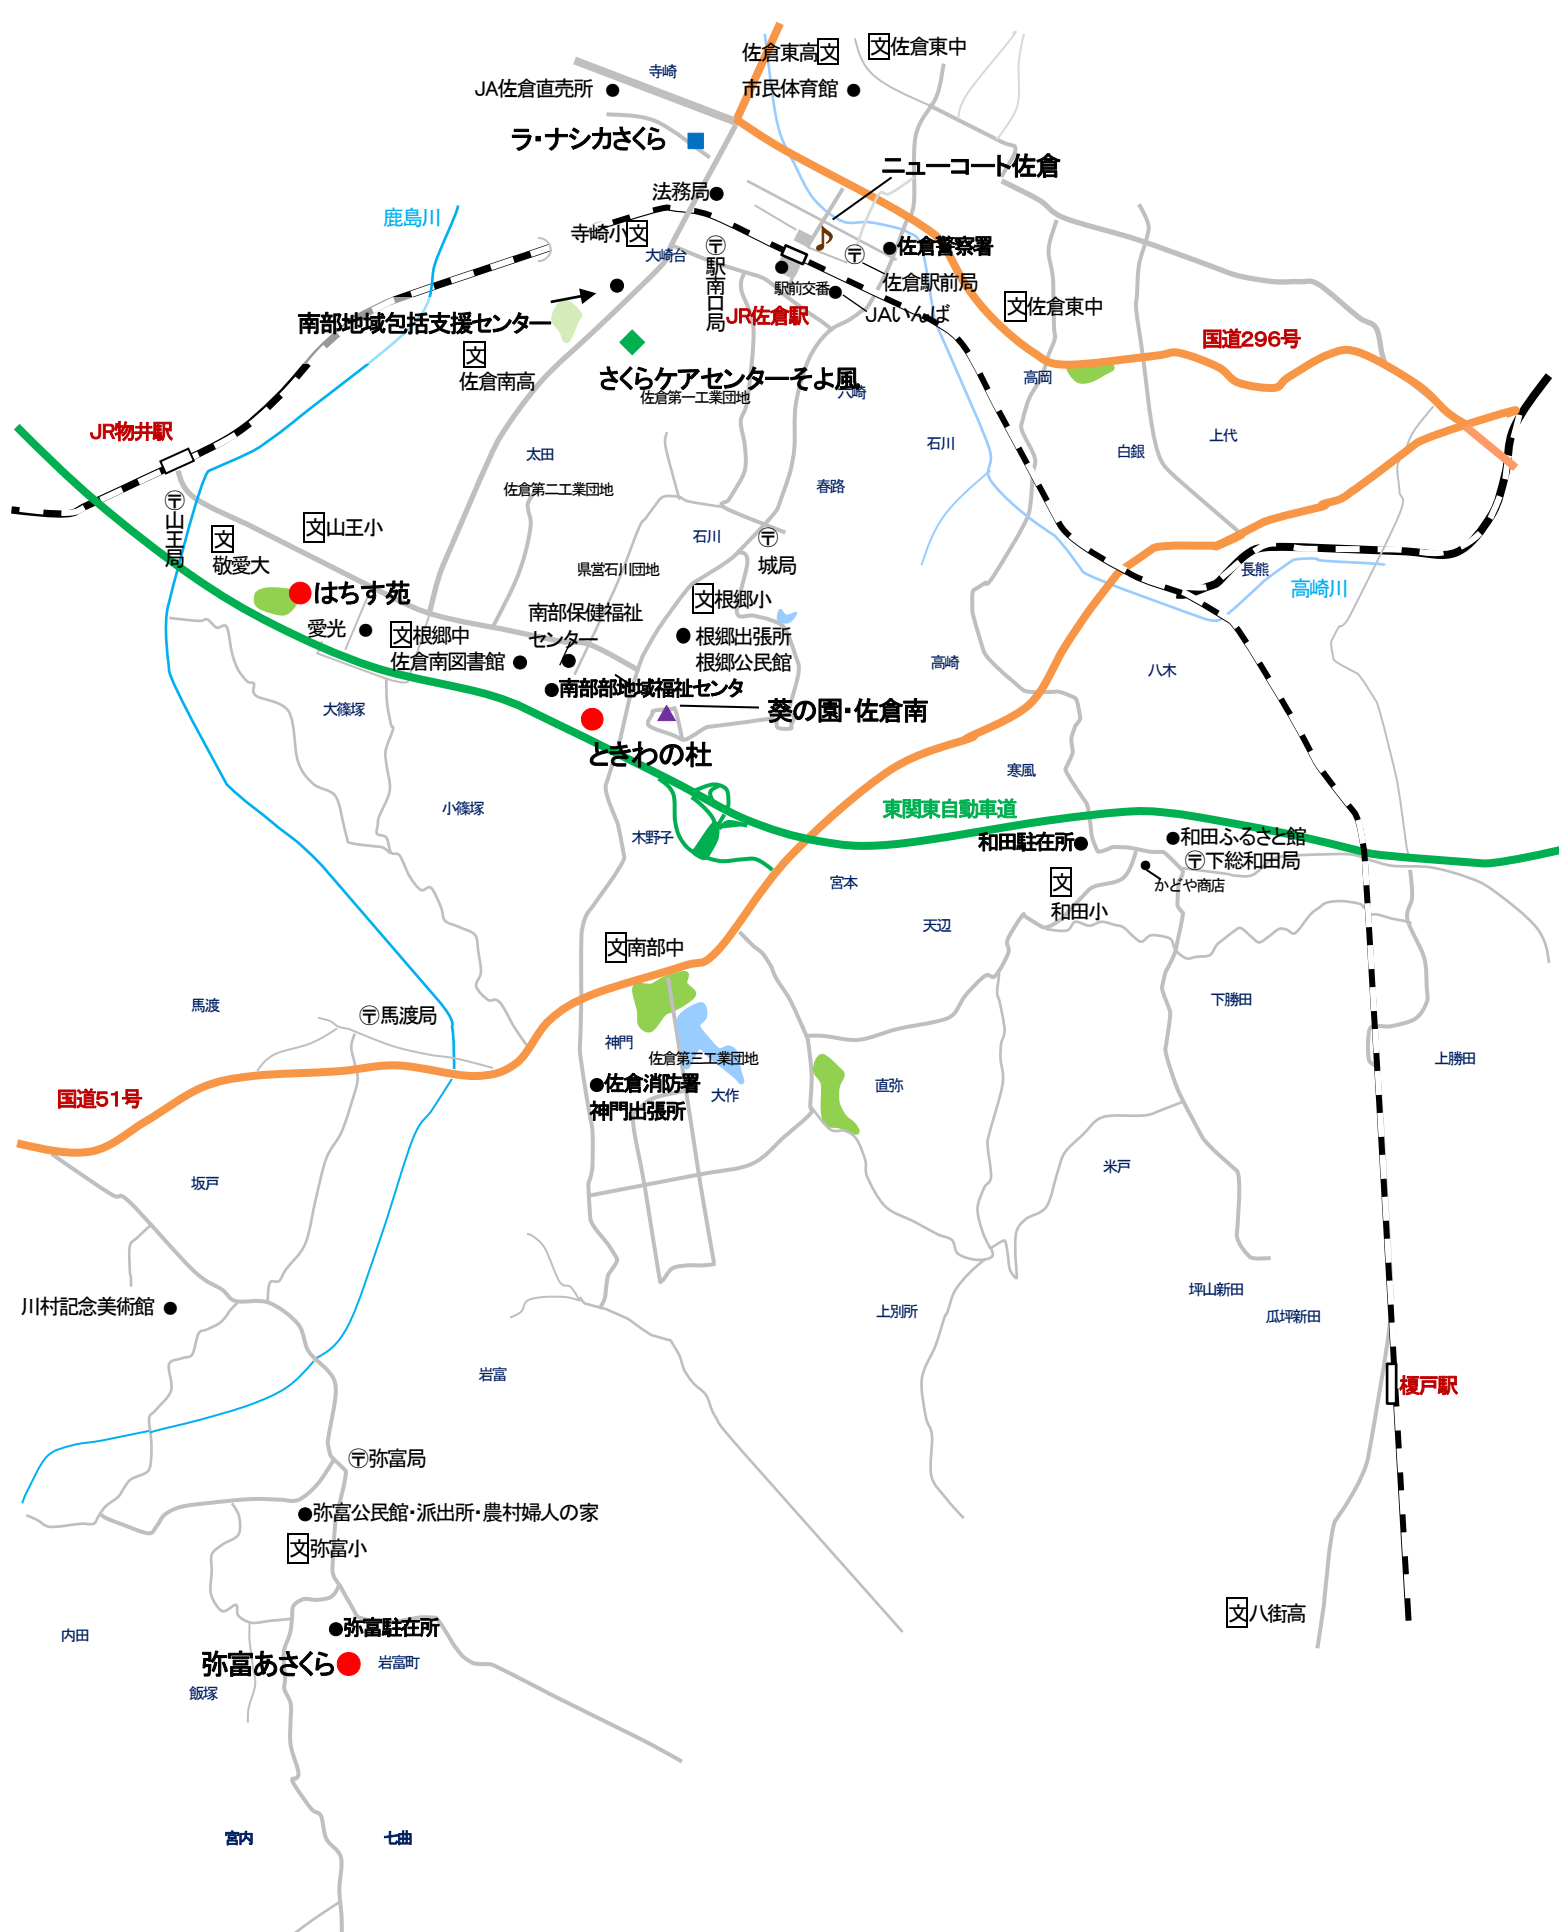 佐倉東高文
文佐倉東中
寺崎
JA佐倉直売所
市民体育館
ラ・ナシカさくら
ニューコート佐倉
法務局
鹿島川
寺崎小文
大崎台
〒駅南口局
〒
佐倉警察署
佐倉駅前局
駅前交番
JAいんば
JR佐倉駅
文佐倉東中
南部地域包括支援センター
国道296号
文
佐倉南高
さくらケアセンターそよ風
佐倉第一工業団地
六崎
高岡
JR物井駅
石川
上代
白銀
太田
佐倉第二工業団地
春路
〒山王局
文山王小
文
敬愛大
石川
〒
城局
県営石川団地
長熊
高崎川
はちす苑
南部保健福祉
センター
文根郷小
愛光
文根郷中
根郷出張所
佐倉南図書館
根郷公民館
高崎
八木
南部部地域福祉センタ
大篠塚
葵の園・佐倉南
ときわの杜
寒風
小篠塚
東関東自動車道
木野子
和田駐在所
和田ふるさと館
〒下総和田局
宮本
文
和田小
かどや商店
天辺
文南部中
馬渡
〒馬渡局
下勝田
神門
佐倉第三工業団地
上勝田
佐倉消防署
神門出張所
大作
直弥
国道51号
坂戸
米戸
川村記念美術館
上別所
坪山新田
瓜坪新田
岩富
榎戸駅
〒弥富局
弥富公民館・派出所・農村婦人の家
文弥富小
文八街高
内田
弥富駐在所
弥富あさくら
岩富町
飯塚
宮内
七曲